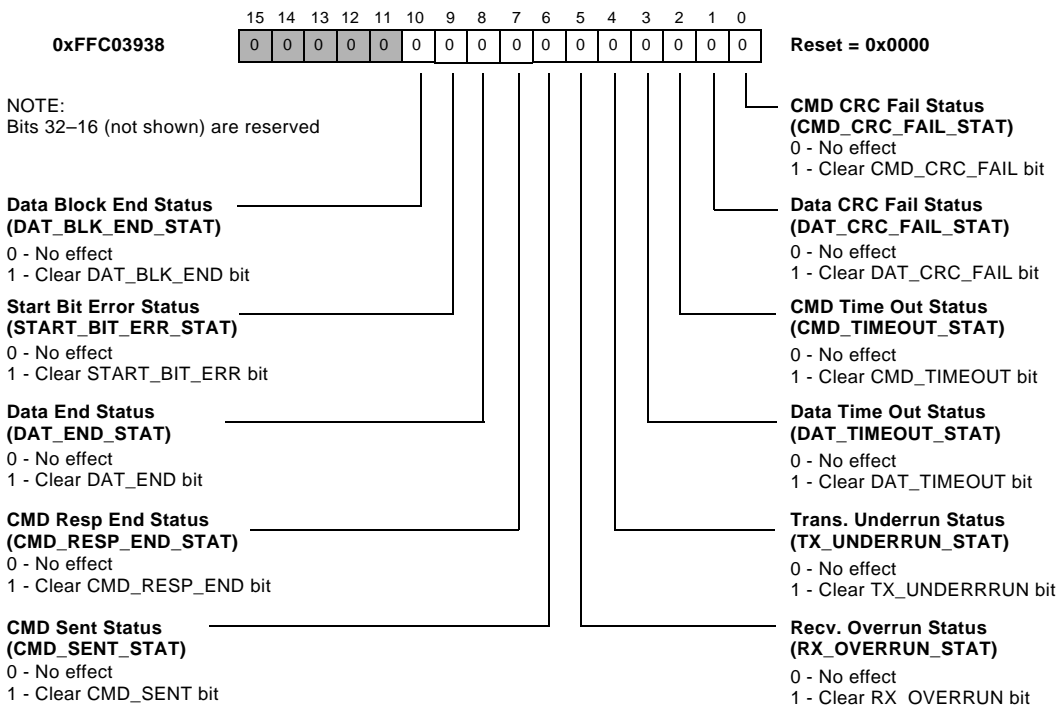 15 14 13 12 11 10 9 8 7 6 5 4 3 2 1 0
0xFFC03938
0 0 0 0 0 0 0 0 0 0 0 0 0 0 0 0
Reset = 0x0000
NOTE:
Bits 32–16 (not shown) are reserved
Data Block End Status
(DAT_BLK_END_STAT)
0 - No effect
1 - Clear DAT_BLK_END bit
Start Bit Error Status
(START_BIT_ERR_STAT)
0 - No effect
1 - Clear START_BIT_ERR bit
Data End Status
(DAT_END_STAT)
0 - No effect
1 - Clear DAT_END bit
CMD Resp End Status
(CMD_RESP_END_STAT)
0 - No effect
1 - Clear CMD_RESP_END bit
CMD Sent Status
(CMD_SENT_STAT)
0 - No effect
1 - Clear CMD_SENT bit
CMD CRC Fail Status
(CMD_CRC_FAIL_STAT)
0 - No effect
1 - Clear CMD_CRC_FAIL bit
Data CRC Fail Status
(DAT_CRC_FAIL_STAT)
0 - No effect
1 - Clear DAT_CRC_FAIL bit
CMD Time Out Status
(CMD_TIMEOUT_STAT)
0 - No effect
1 - Clear CMD_TIMEOUT bit
Data Time Out Status
(DAT_TIMEOUT_STAT)
0 - No effect
1 - Clear DAT_TIMEOUT bit
Trans. Underrun Status
(TX_UNDERRUN_STAT)
0 - No effect
1 - Clear TX_UNDERRRUN bit
Recv. Overrun Status
(RX_OVERRUN_STAT)
0 - No effect
1 - Clear RX_OVERRUN bit